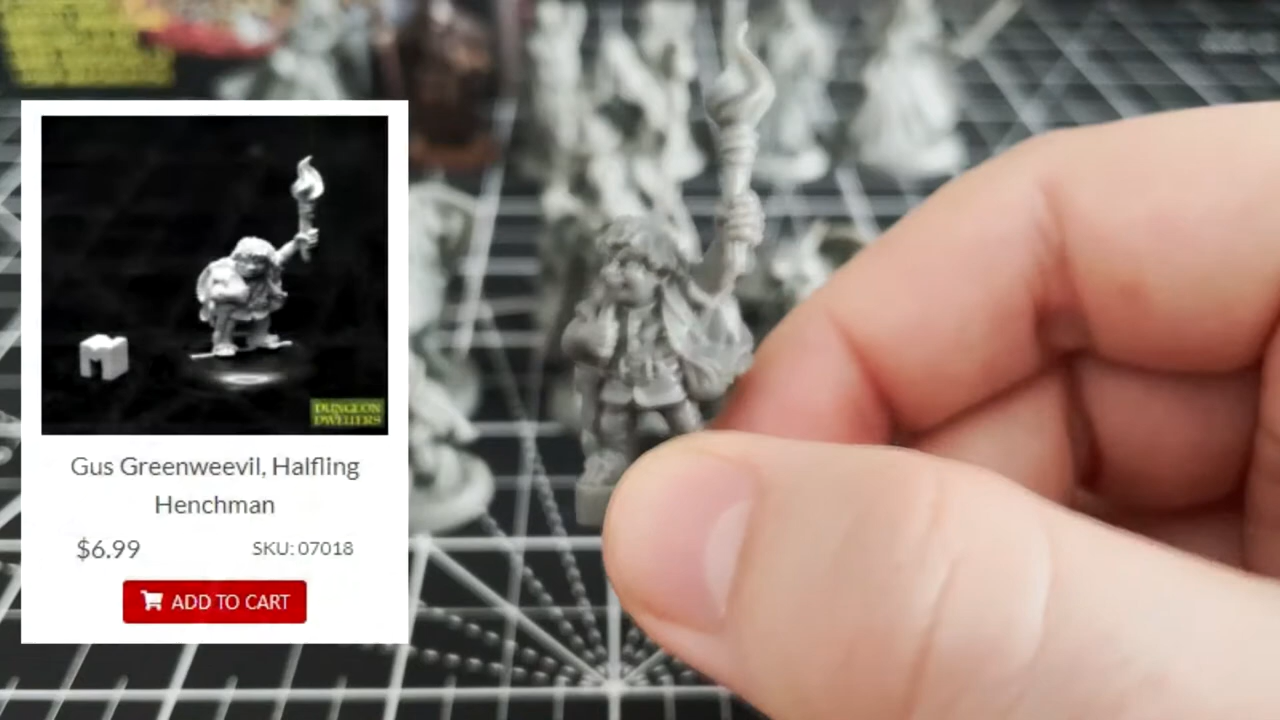 DUNGEON
DWELLERS
Gus Greenweevil, Halfling
Henchman
$6.99
SKU: 07018
ADD TO CART